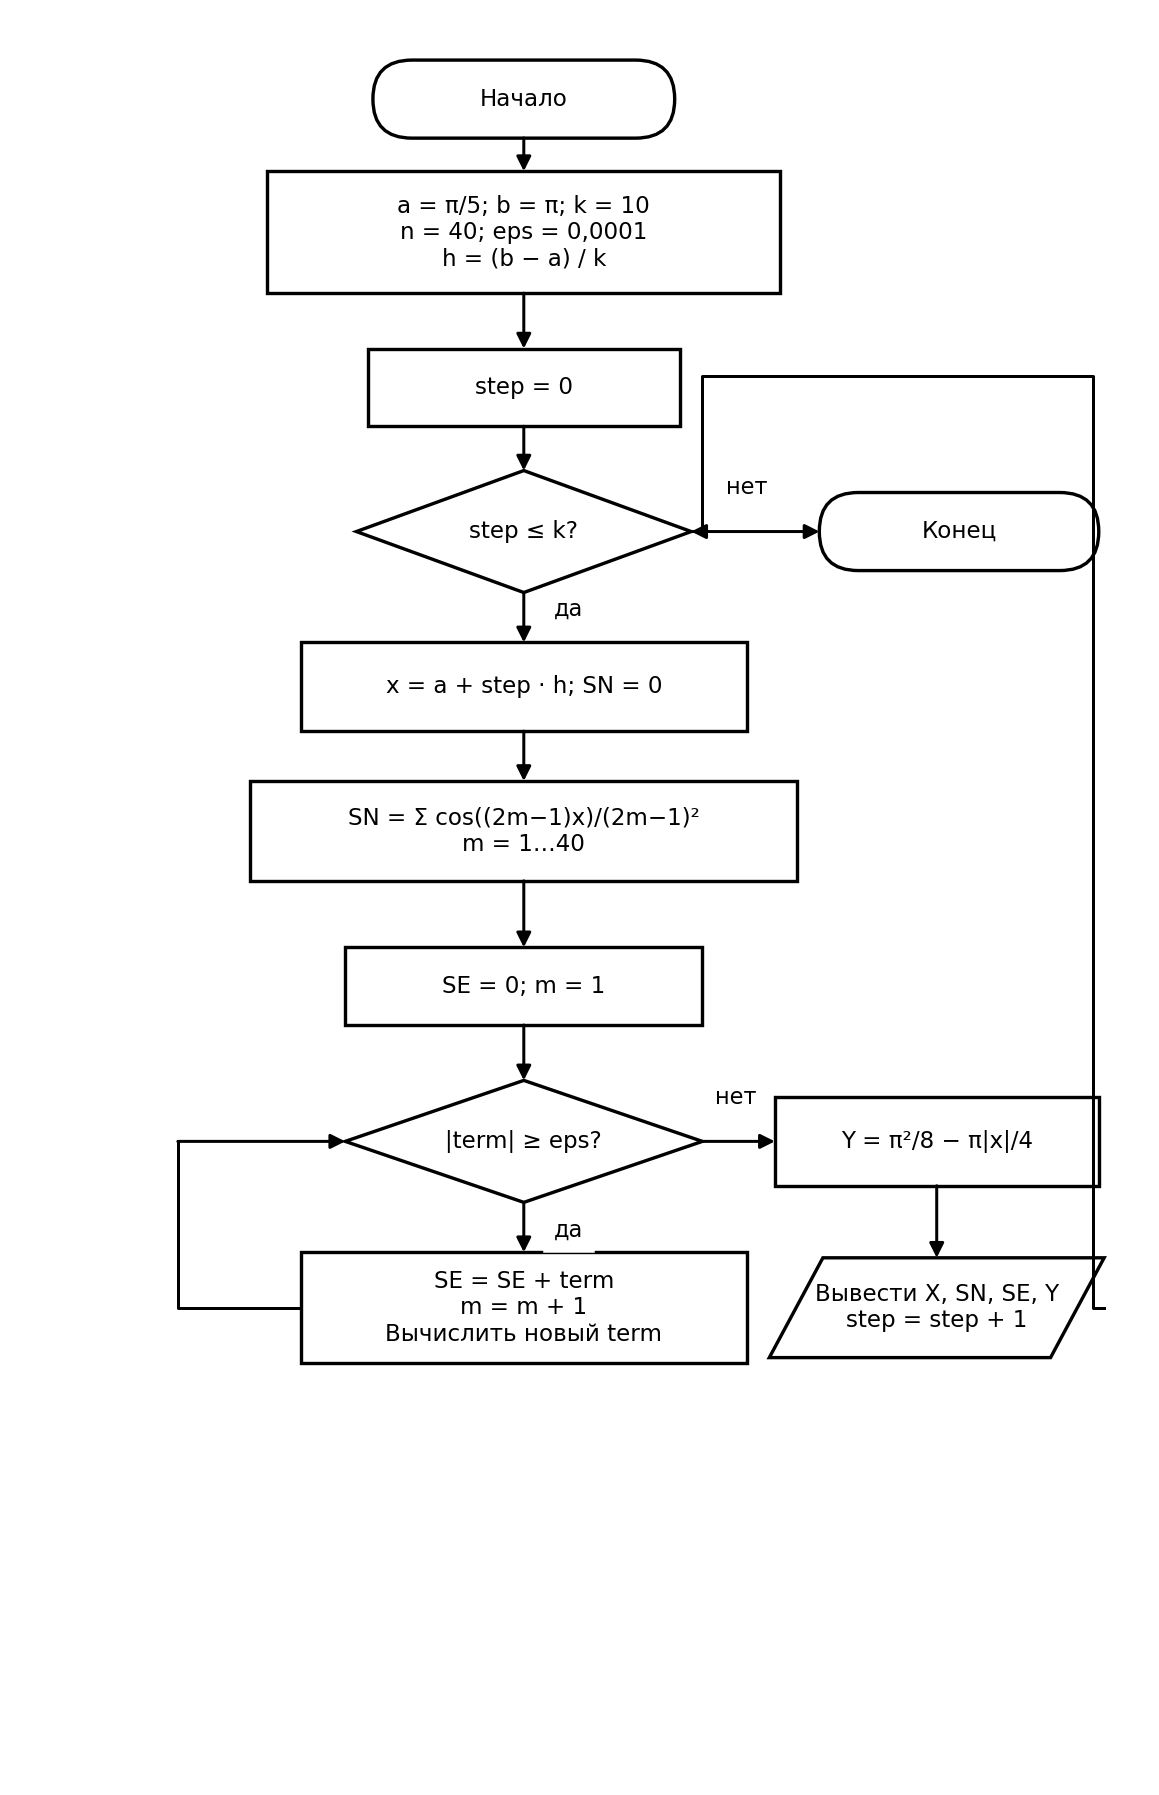 Начало
a = π/5; b = π; k = 10
n = 40; eps = 0,0001
h = (b − a) / k
step = 0
нет
step ≤ k?
Конец
да
x = a + step · h; SN = 0
SN = Σ cos((2m−1)x)/(2m−1)²
m = 1…40
SE = 0; m = 1
нет
|term| ≥ eps?
Y = π²/8 − π|x|/4
да
SE = SE + term
m = m + 1
Вычислить новый term
Вывести X, SN, SE, Y
step = step + 1